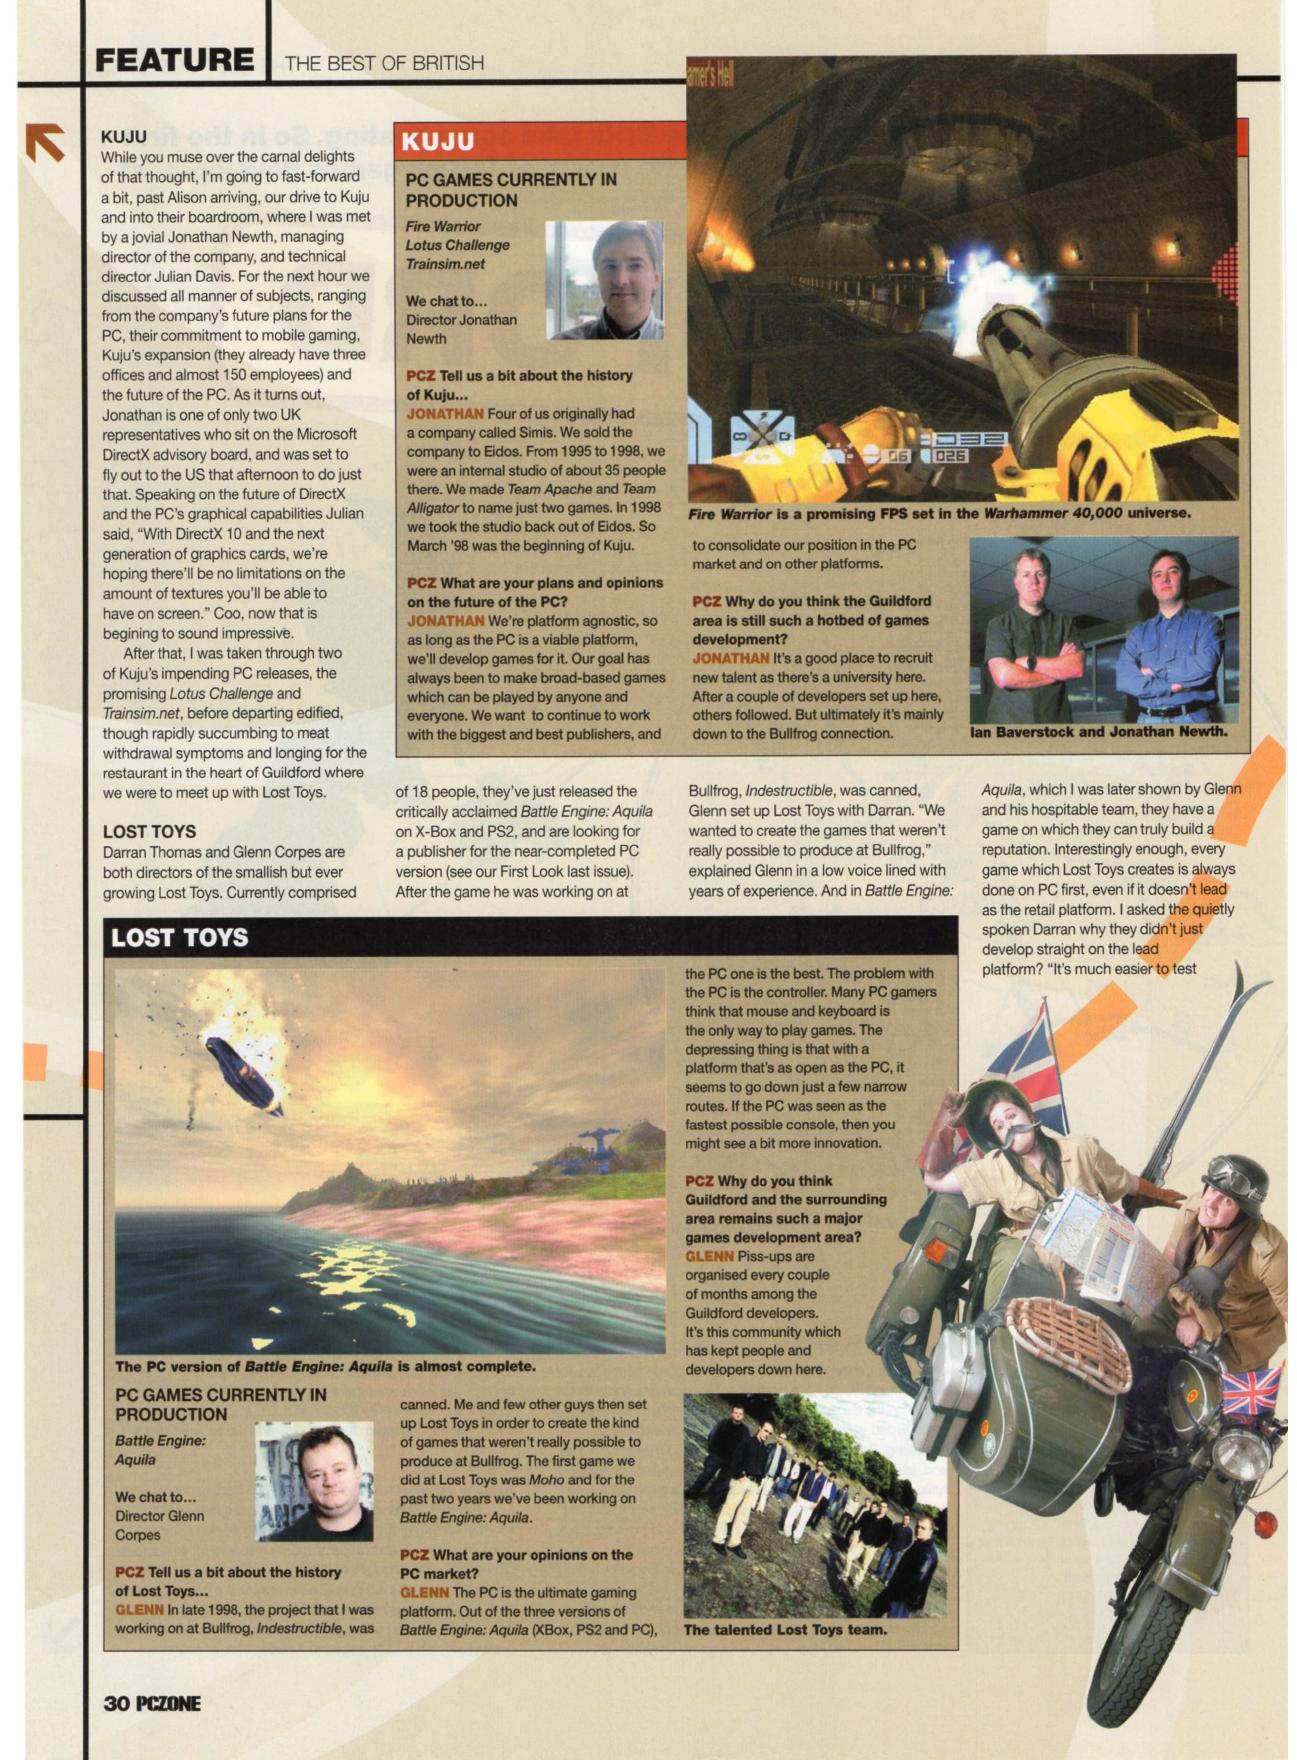 FEATURE
THE BEST OF BRITISH
KUJU
While you muse over the carnal delights
of that thought, I'm going to fast-forward
a bit, past Alison arriving, our drive to Kuju
and into their boardroom, where I was met
by a jovial Jonathan Newth, managing
director of the company, and technical
director Julian Davis. For the next hour we
discussed all manner of subjects, ranging
from the company's future plans for the
PC, their commitment to mobile gaming,
Kuju's expansion (they already have three
offices and almost 150 employees) and
the future of the PC. As it turns out,
Jonathan is one of only two UK
representatives who sit on the Microsoft
DirectX advisory board, and was set to
fly out to the US that afternoon to do just
that. Speaking on the future of DirectX
and the PC's graphical capabilities Julian
said, "With DirectX 10 and the next
generation of graphics cards, we're
hoping there'll be no limitations on the
amount of textures you'll be able to
have on screen." Coo, now that is
begining to sound impressive.
After that, I was taken through two
of Kuju's impending PC releases, the
promising Lotus Challenge and
Trainsim.net, before departing edified,
though rapidly succumbing to meat
withdrawal symptoms and longing for the
restaurant in the heart of Guildford where
we were to meet up with Lost Toys.
KUJU
PC GAMES CURRENTLY IN
PRODUCTION
Fire Warrior
Lotus Challenge
Trainsim.net
We chat to...
Director Jonathan
Newth
PCZ Tell us a bit about the history
of Kuju...
JONATHAN Four of us originally had
a company called Simis. We sold the
company to Eidos. From 1995 to 1998, we
were an internal studio of about 35 people
there. We made Team Apache and Team
Alligator to name just two games. In 1998
we took the studio back out of Eidos. So
March '98 was the beginning of Kuju.
PCZ What are your plans and opinions
on the future of the PC?
JONATHAN We're platform agnostic, so
as long as the PC is a viable platform,
we'll develop games for it. Our goal has
always been to make broad-based games
which can be played by anyone and
everyone. We want to continue to work
with the biggest and best publishers, and
amer's Hell
06
032
026
Fire Warrior is a promising FPS set in the Warhammer 40,000 universe.
to consolidate our position in the PC
market and on other platforms.
PCZ Why do you think the Guildford
area is still such a hotbed of games
development?
JONATHAN It's a good place to recruit
new talent as there's a university here.
After a couple of developers set up here,
others followed. But ultimately it's mainly
down to the Bullfrog connection.
Ian Baverstock and Jonathan Newth.
LOST TOYS
Darran Thomas and Glenn Corpes are
both directors of the smallish but ever
growing Lost Toys. Currently comprised
of 18 people, they've just released the
critically acclaimed Battle Engine: Aquila
on X-Box and PS2, and are looking for
a publisher for the near-completed PC
version (see our First Look last issue).
After the game he was working on at
Bullfrog, Indestructible, was canned,
Glenn set up Lost Toys with Darran. "We
wanted to create the games that weren't
really possible to produce at Bullfrog,"
explained Glenn in a low voice lined with
years of experience. And in Battle Engine:
Aquila, which I was later shown by Glenn
and his hospitable team, they have a
game on which they can truly build a
reputation. Interestingly enough, every
game which Lost Toys creates is always
done on PC first, even if it doesn't lead
as the retail platform. I asked the quietly
spoken Darran why they didn't just
develop straight on the lead
platform? "It's much easier to test
LOST TOYS
The PC version of Battle Engine: Aquila is almost complete.
PC GAMES CURRENTLY IN
PRODUCTION
Battle Engine:
Aquila
We chat to...
Director Glenn
Corpes
PCZ Tell us a bit about the history
of Lost Toys...
GLENN In late 1998, the project that I was
working on at Bullfrog, Indestructible, was
canned. Me and few other guys then set
up Lost Toys in order to create the kind
of games that weren't really possible to
produce at Bullfrog. The first game we
did at Lost Toys was Moho and for the
past two years we've been working on
Battle Engine: Aquila.
PCZ What are your opinions on the
PC market?
GLENN The PC is the ultimate gaming
platform. Out of the three versions of
Battle Engine: Aquila (XBox, PS2 and PC),
the PC one is the best. The problem with
the PC is the controller. Many PC gamers
think that mouse and keyboard is
the only way to play games. The
depressing thing is that with a
platform that's as open as the PC, it
seems to go down just a few narrow
routes. If the PC was seen as the
fastest possible console, then you
might see a bit more innovation.
PCZ Why do you think
Guildford and the surrounding
area remains such a major
games development area?
GLENN Piss-ups are
organised every couple
of months among the
Guildford developers.
It's this community which
has kept people and
developers down here.
The talented Lost Toys team.
30 PCZONE